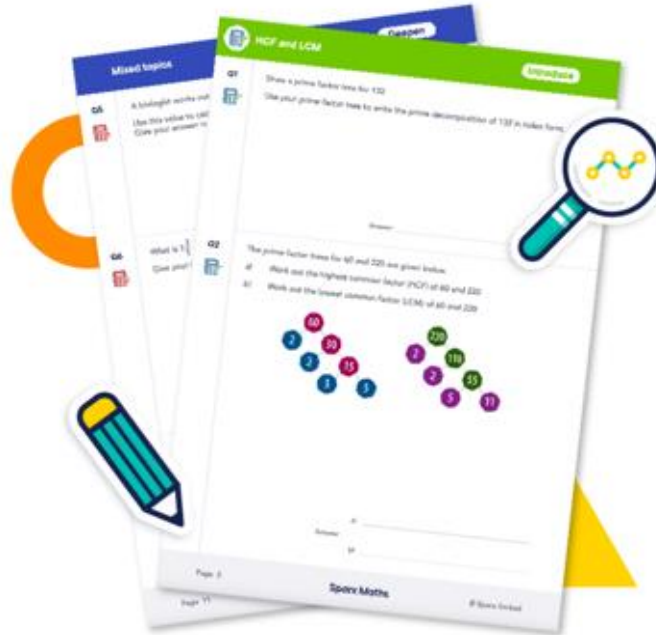 Mixed topics
Deepen
Q5
A biologist works out
Use this value to
Give your answer
Q6
What is
Give your
Page 11
HCF and LCM
Introduce
Q1
Draw a prime factor tree for 132
Use your prime factor tree to write the prime decomposition of 132 in index form.
Answer
Q2
The prime factor trees for 60 and 220 are given below.
a) Work out the highest common factor (HCF) of 60 and 220
b) Work out the lowest common factor (LCM) of 60 and 220
60
2 30
2 15
3 5
220
2 110
2 55
5 11
a)
Answer
b)
Page 2
Sparx Maths
© Sparx Limited